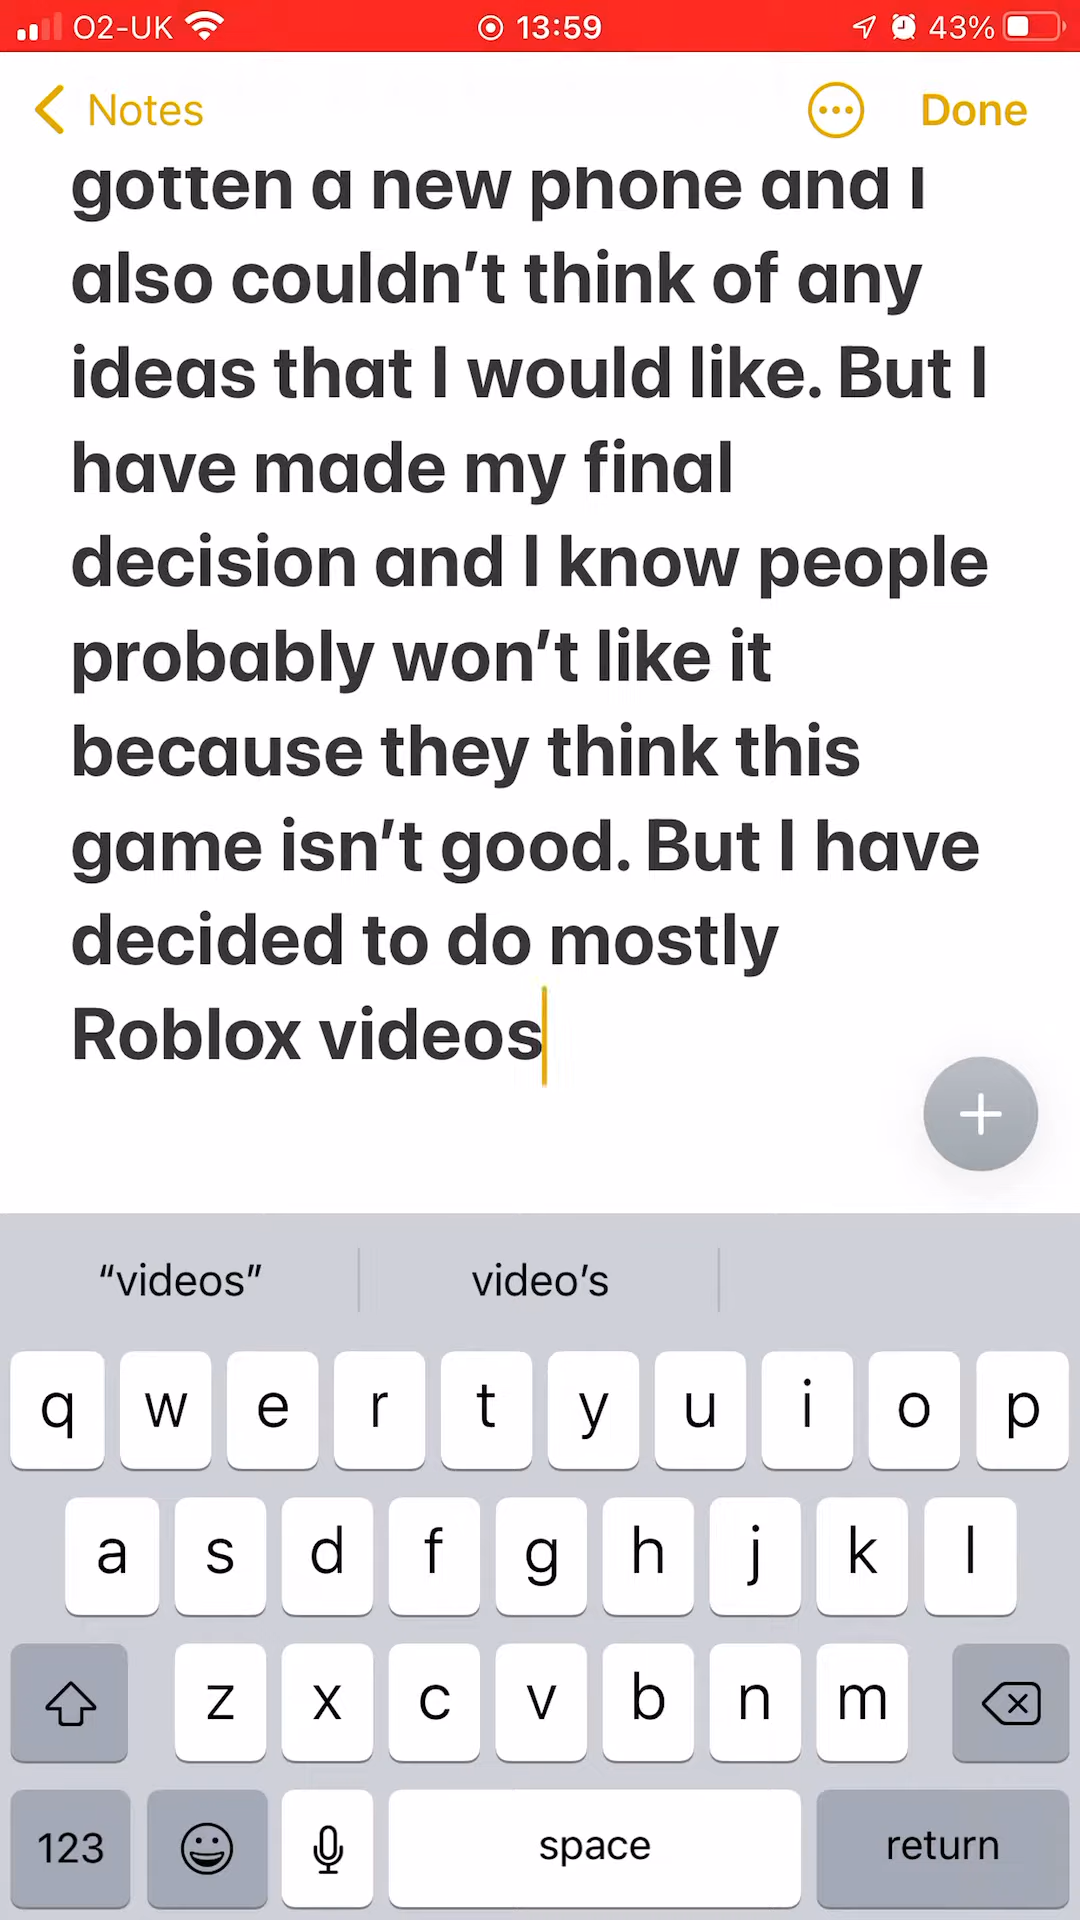 O2-UK 13:59 43%
Notes Done
gotten a new phone and I
also couldn’t think of any
ideas that I would like. But I
have made my final
decision and I know people
probably won’t like it
because they think this
game isn’t good. But I have
decided to do mostly
Roblox videos
“videos” video’s
q w e r t y u i o p
a s d f g h j k l
z x c v b n m
123 space return